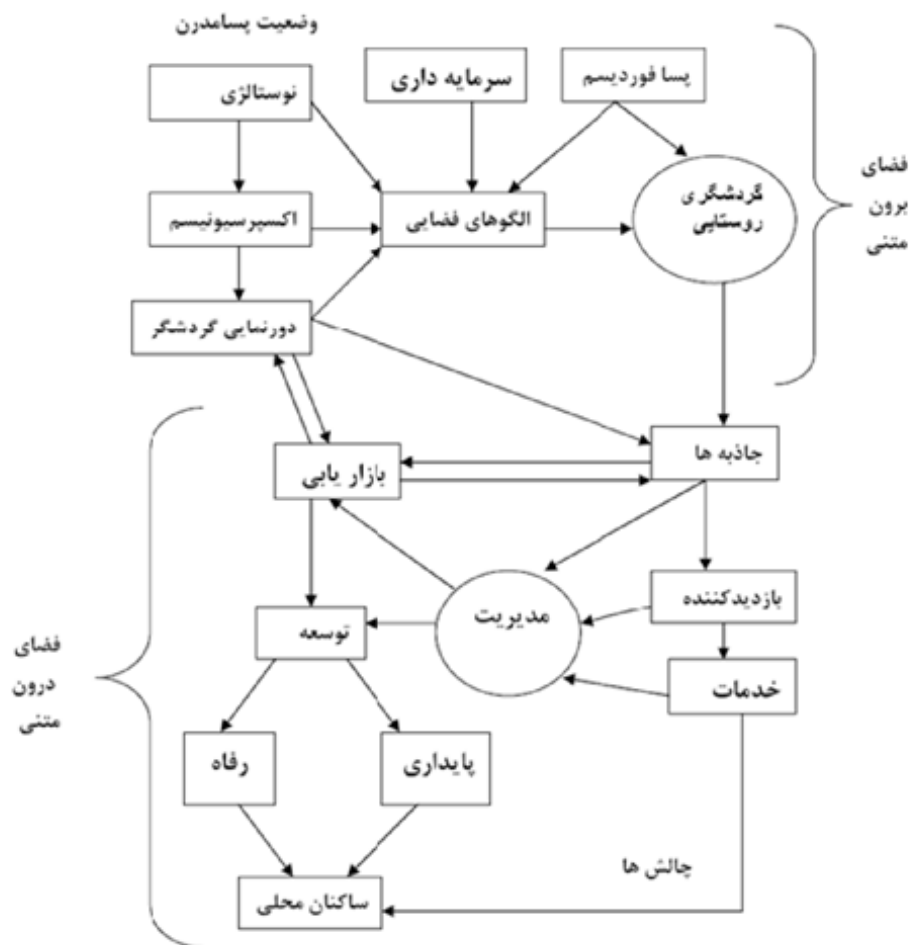 وضعیت پسامدرن
پسا فوردیسم
سرمایه داری
نوستالژی
فضای
برون
متنی
گردشگری
روستایی
الگوهای فضایی
اکسپرسیونیسم
دورنمایی گردشگر
جاذبه ها
بازار یابی
بازدیدکننده
مدیریت
توسعه
فضای
درون
متنی
خدمات
پایداری
رفاه
چالش ها
ساکنان محلی